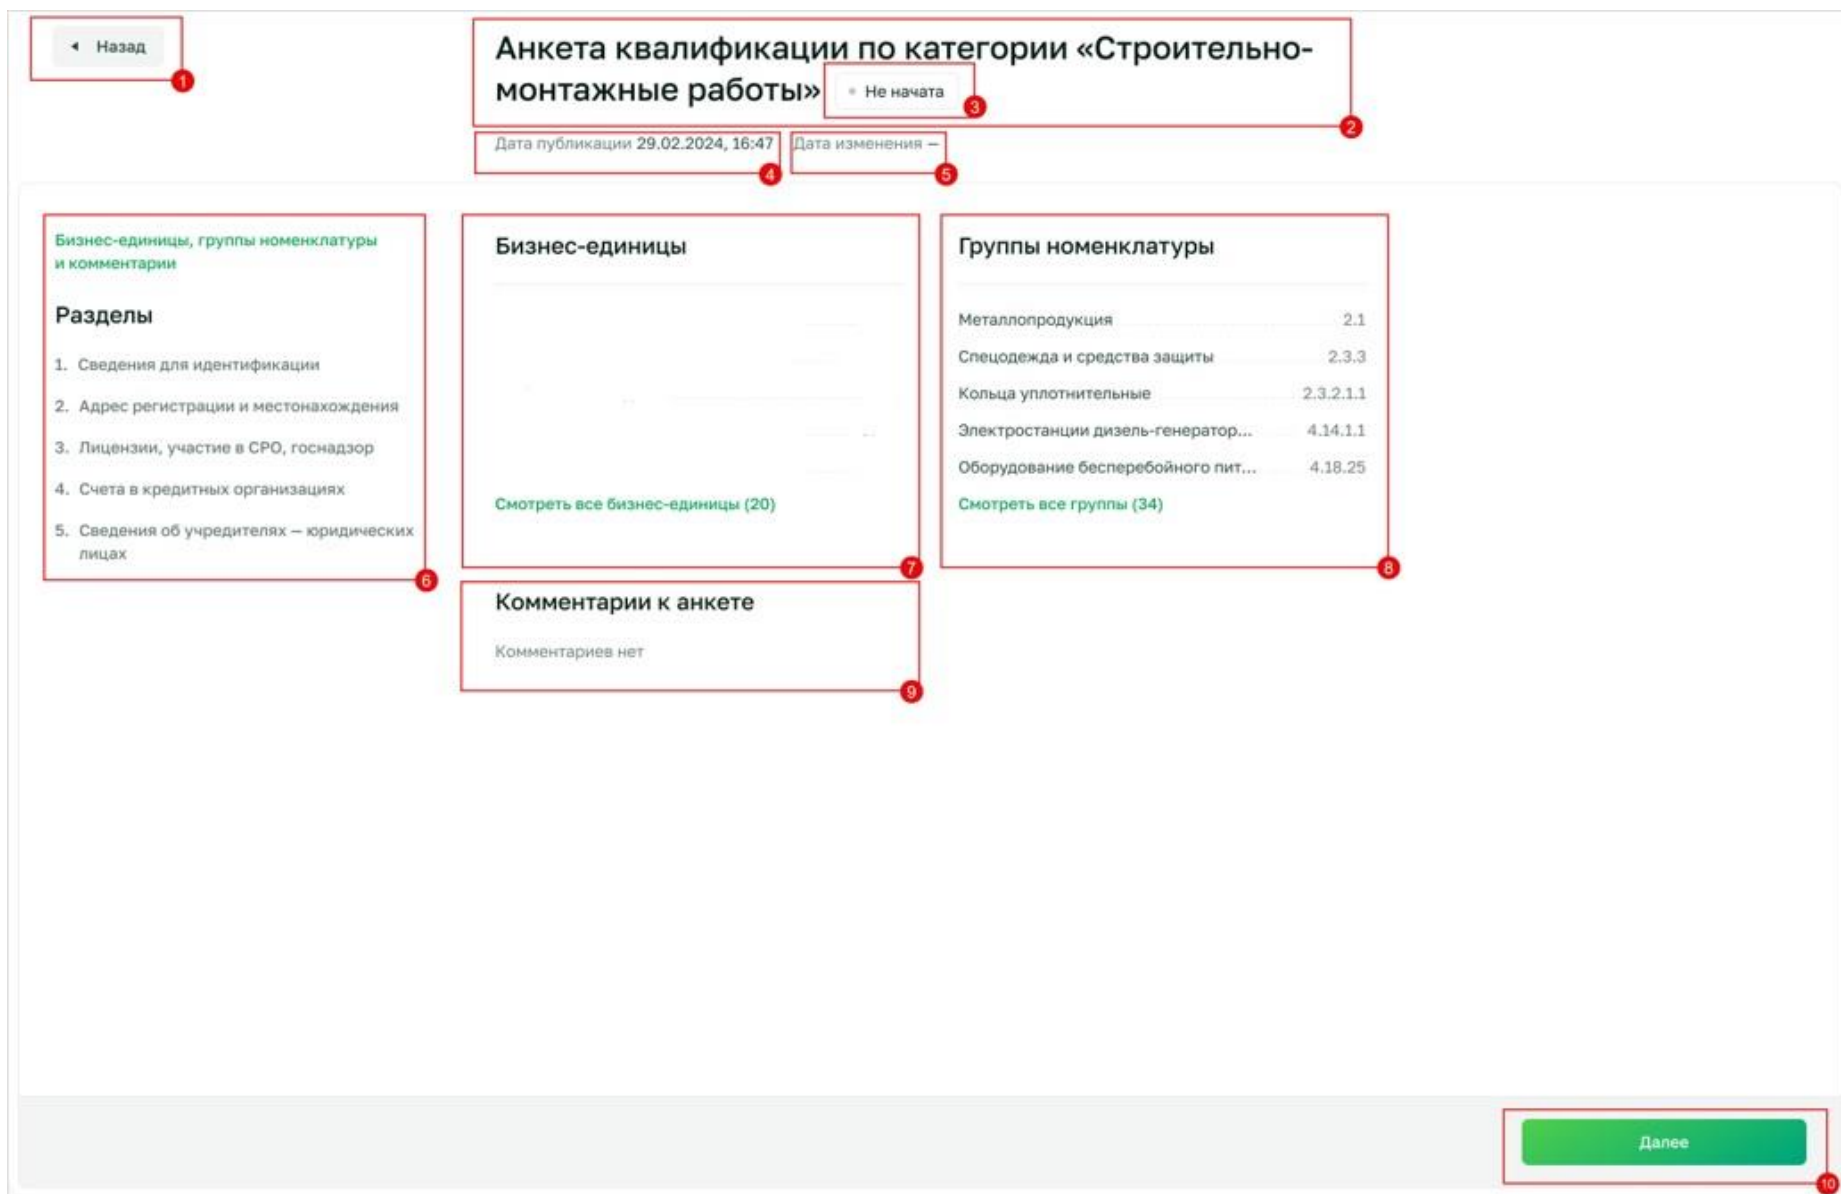 Назад
1
Анкета квалификации по категории «Строительно-
монтажные работы»
Не начата
3
2
Дата публикации 29.02.2024, 16:47
Дата изменения —
4
5
Бизнес-единицы, группы номенклатуры
и комментарии
Разделы
1. Сведения для идентификации
2. Адрес регистрации и местонахождения
3. Лицензии, участие в СРО, госнадзор
4. Счета в кредитных организациях
5. Сведения об учредителях — юридических
лицах
6
Бизнес-единицы
Смотреть все бизнес-единицы (20)
7
Группы номенклатуры
Металлопродукция 2.1
Спецодежда и средства защиты 2.3.3
Кольца уплотнительные 2.3.2.1.1
Электростанции дизель-генератор... 4.14.1.1
Оборудование бесперебойного пит... 4.18.25
Смотреть все группы (34)
8
Комментарии к анкете
Комментариев нет
9
Далее
10